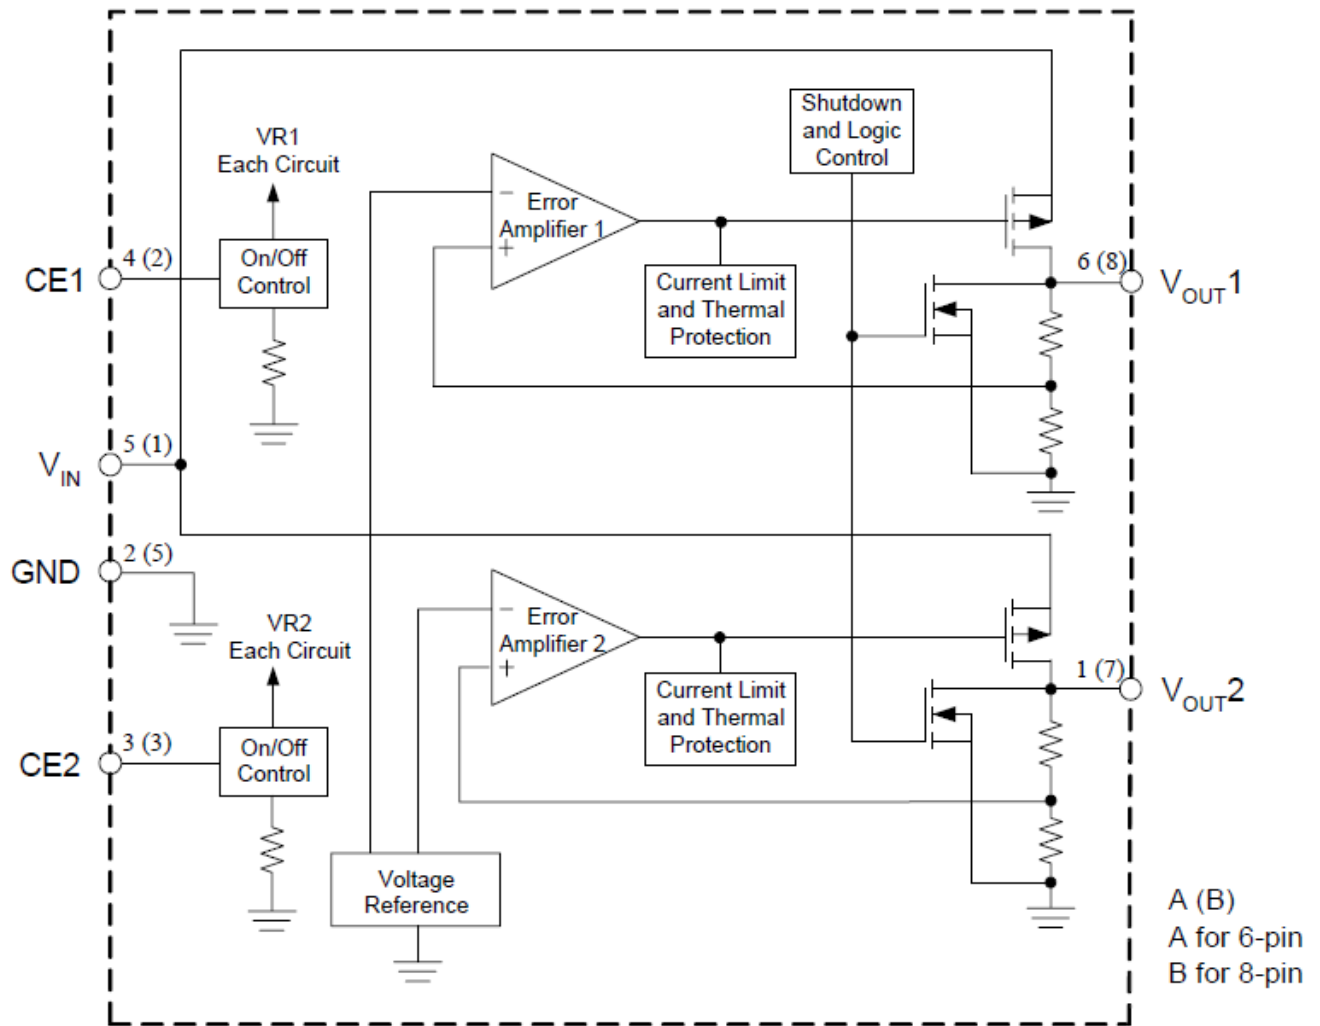 Shutdown
and Logic
Control
VR1
Each Circuit
−
Error
Amplifier 1
+
4 (2)
CE1
On/Off
Control
Current Limit
and Thermal
Protection
6 (8)
VOUT1
5 (1)
VIN
2 (5)
GND
VR2
Each Circuit
−
Error
Amplifier 2
+
1 (7)
VOUT2
Current Limit
and Thermal
Protection
3 (3)
CE2
On/Off
Control
Voltage
Reference
A (B)
A for 6-pin
B for 8-pin